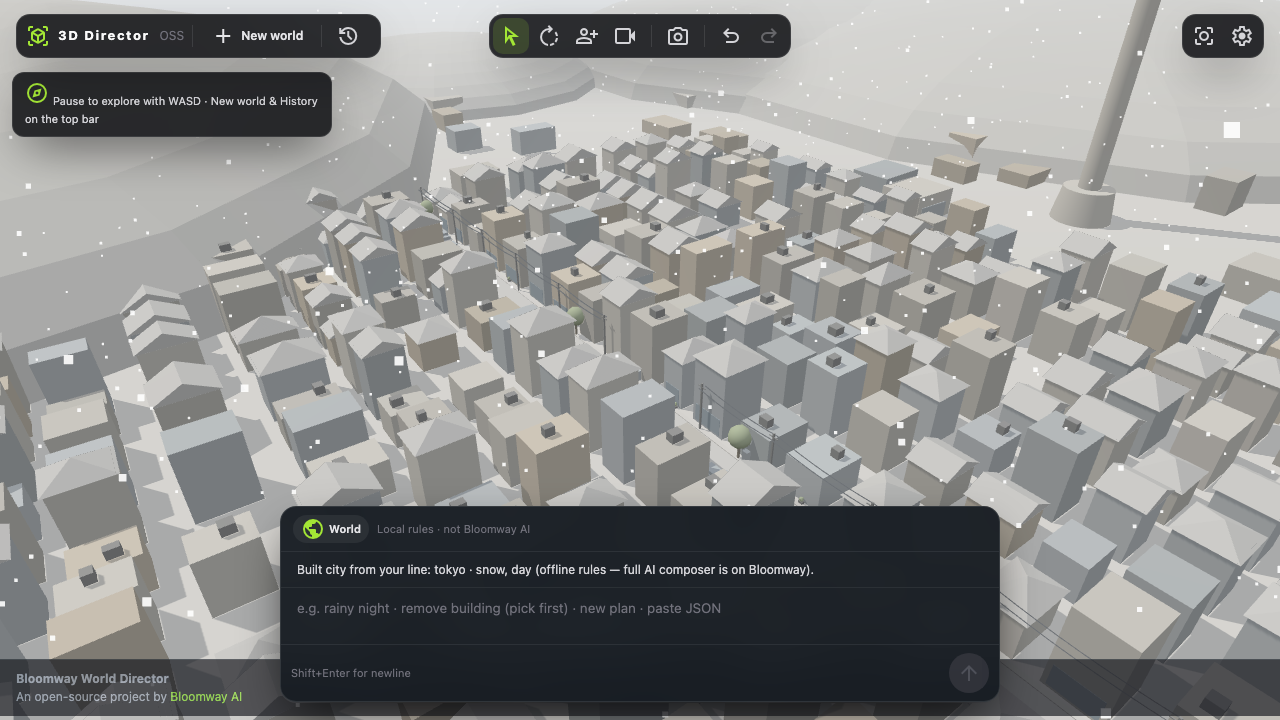 3D Director OSS
New world
Pause to explore with WASD · New world & History
on the top bar
World
Local rules · not Bloomway AI
Built city from your line: tokyo · snow, day (offline rules — full AI composer is on Bloomway).
e.g. rainy night · remove building (pick first) · new plan · paste JSON
Shift+Enter for newline
Bloomway World Director
An open-source project by Bloomway AI